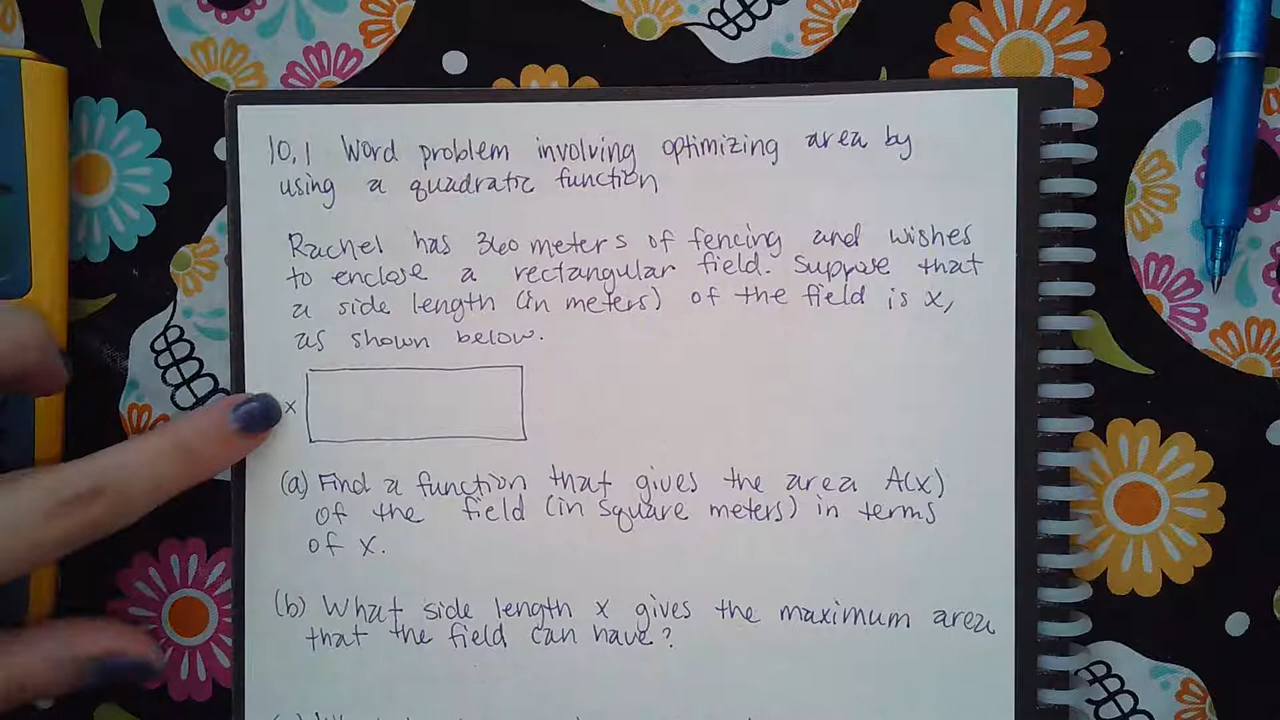 10.1 Word problem involving optimizing area by
using a quadratic function
Rachel has 360 meters of fencing and wishes
to enclose a rectangular field. Suppose that
a side length (in meters) of the field is x,
as shown below.
x
(a) Find a function that gives the area A(x)
of the field (in square meters) in terms
of x.
(b) What side length x gives the maximum area
that the field can have?